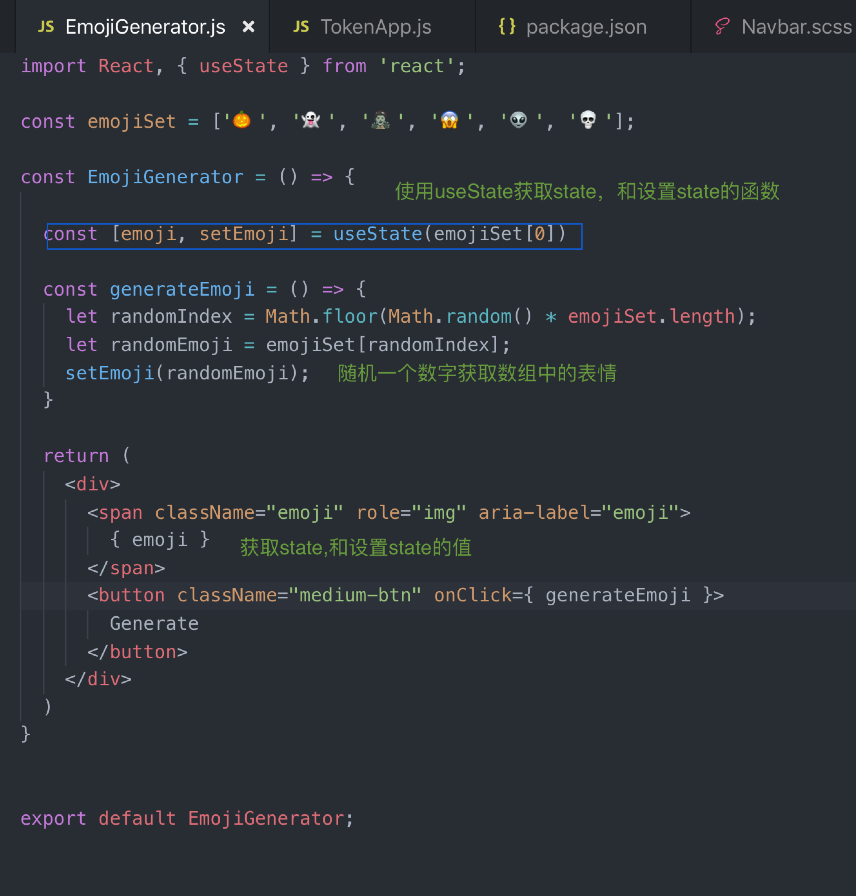 JS EmojiGenerator.js × JS TokenApp.js {} package.json Navbar.scss
import React, { useState } from 'react';
const emojiSet = ['🎃 ', '👻 ', '🧟‍♂️ ', '😱 ', '👽 ', '💀 '];
const EmojiGenerator = () => {
使用useState获取state，和设置state的函数
const [emoji, setEmoji] = useState(emojiSet[0])
const generateEmoji = () => {
let randomIndex = Math.floor(Math.random() * emojiSet.length);
let randomEmoji = emojiSet[randomIndex];
setEmoji(randomEmoji); 随机一个数字获取数组中的表情
}
return (
<div>
<span className="emoji" role="img" aria-label="emoji">
{ emoji } 获取state,和设置state的值
</span>
<button className="medium-btn" onClick={ generateEmoji }>
Generate
</button>
</div>
)
}
export default EmojiGenerator;